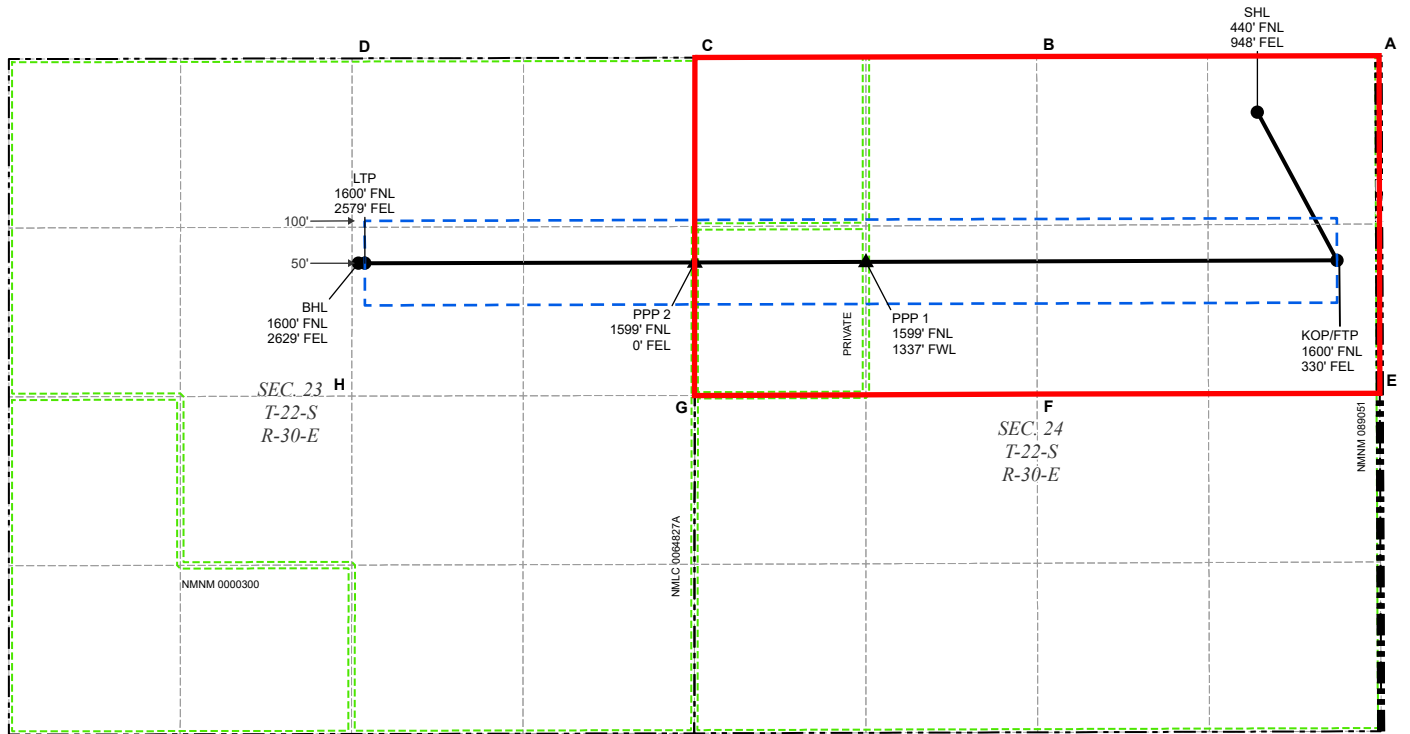 SHL
440' FNL
948' FEL
D
C
B
A
LTP
1600' FNL
2579' FEL
100'
50'
BHL
1600' FNL
2629' FEL
PPP 2
1599' FNL
0' FEL
PRIVATE
PPP 1
1599' FNL
1337' FWL
KOP/FTP
1600' FNL
330' FEL
H
G
F
E
SEC. 23
T-22-S
R-30-E
SEC. 24
T-22-S
R-30-E
NMNM 089051
NMLC 0064827A
NMNM 0000300